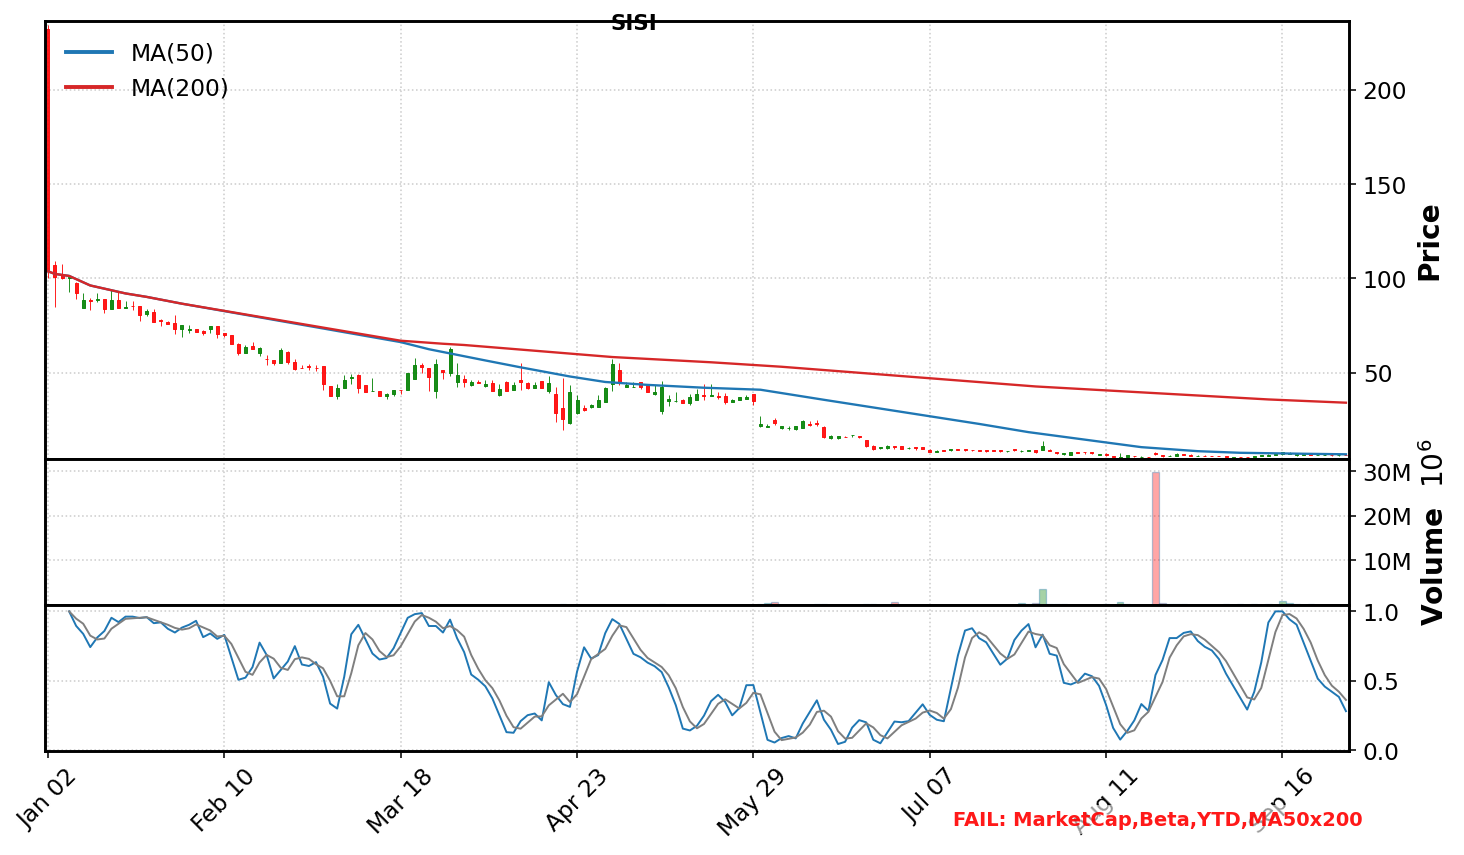 SISI
MA(50)
MA(200)
200
150
100
50
Price
30M
20M
10M
Volume 10^6
1.0
0.5
0.0
Jan 02
Feb 10
Mar 18
Apr 23
May 29
Jul 07
Aug 11
Sep 16
FAIL: MarketCap,Beta,YTD,MA50x200